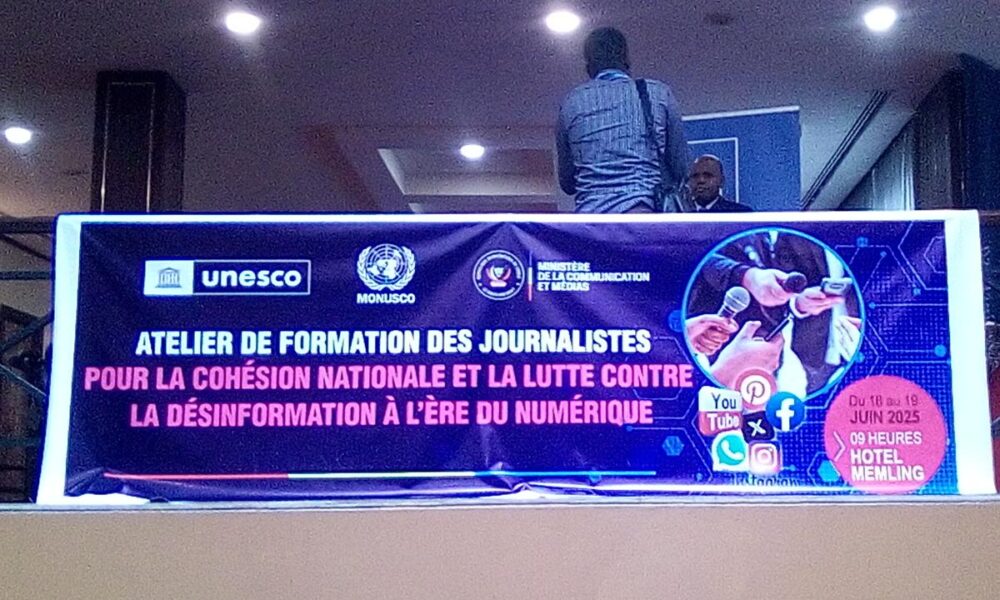 unesco
MONUSCO
MINISTÈRE
DE LA COMMUNICATION
ET MÉDIAS
ATELIER DE FORMATION DES JOURNALISTES
POUR LA COHÉSION NATIONALE ET LA LUTTE CONTRE
LA DÉSINFORMATION À L'ÈRE DU NUMÉRIQUE
You
Tube
Du 18 au 19
JUIN 2025
09 HEURES
HOTEL
MEMLING